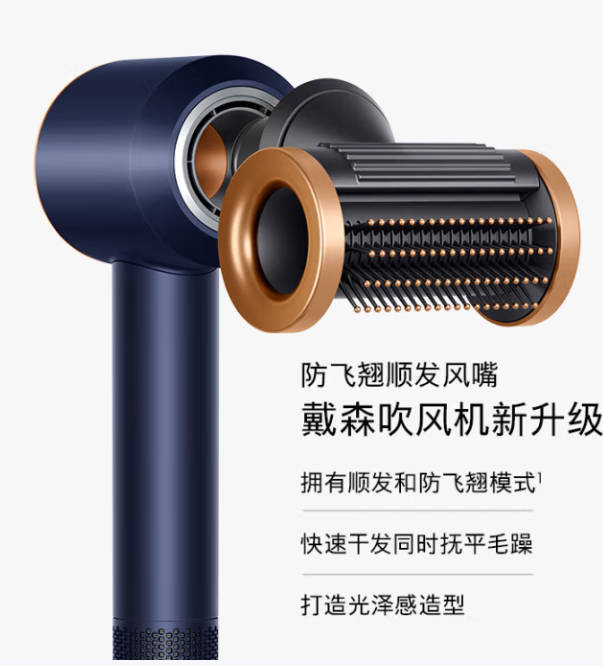 防飞翘顺发风嘴
戴森吹风机新升级
拥有顺发和防飞翘模式¹
快速干发同时抚平毛躁
打造光泽感造型